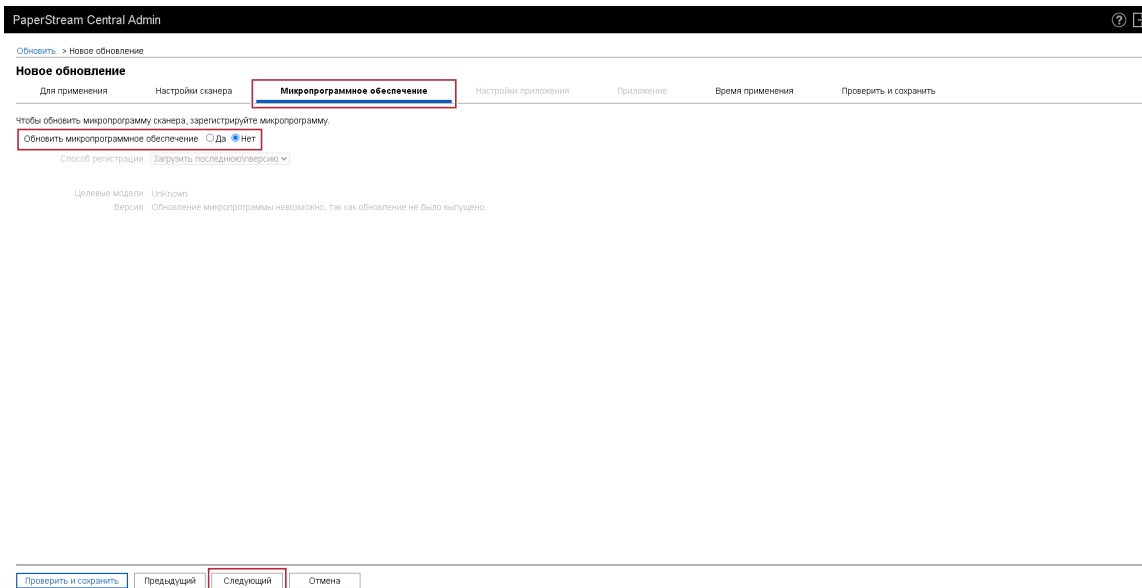 PaperStream Central Admin
Обновить > Новое обновление
Новое обновление
Для применения Настройки сканера Микропрограммное обеспечение Настройки приложения Приложение Время применения Проверить и сохранить
Чтобы обновить микропрограмму сканера, зарегистрируйте микропрограмму.
Обновить микропрограммное обеспечение Да Нет
Способ регистрации : Загрузить последнюю\nверсию
Целевые модели : UnKnown
Версия : Обновление микропрограммы невозможно, так как обновление не было выпущено.
Проверить и сохранить Предыдущий Следующий Отмена